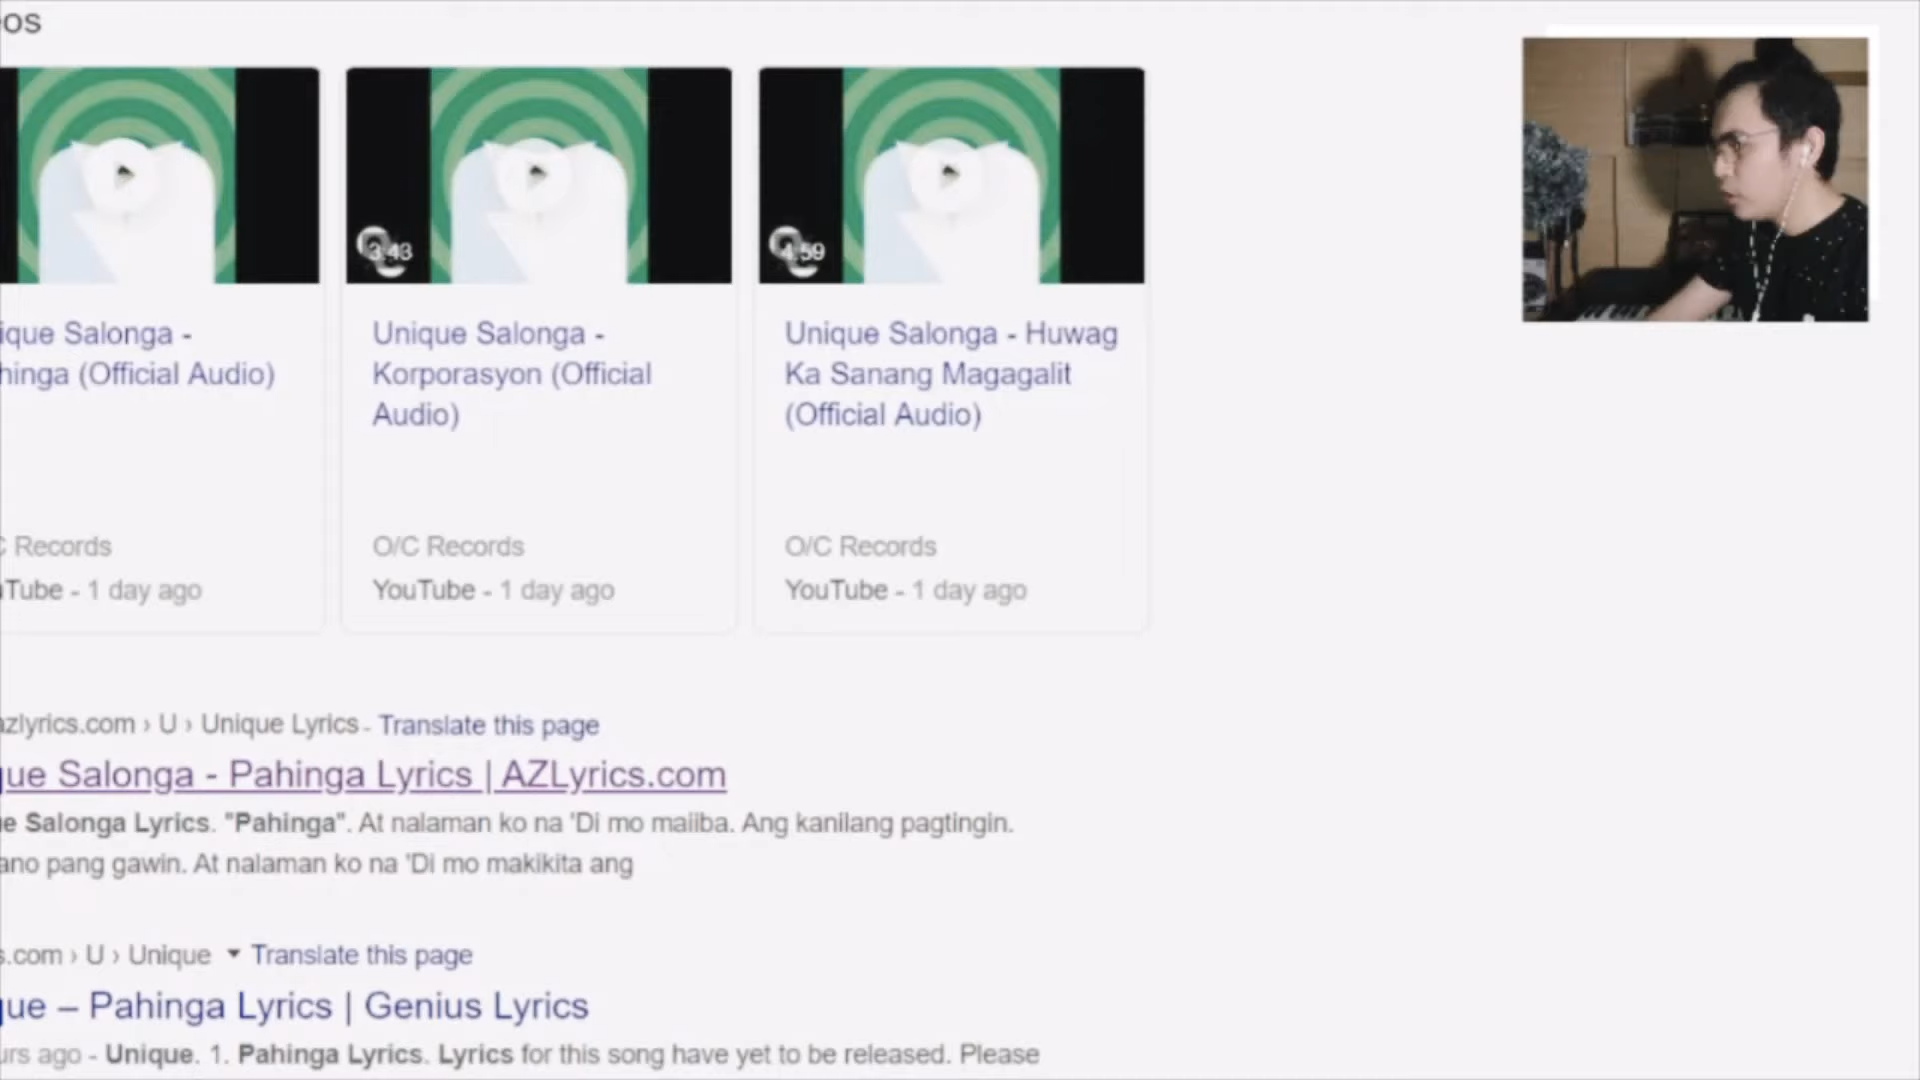 eos
3:43
4:59
ique Salonga -
hinga (Official Audio)
C Records
uTube - 1 day ago
Unique Salonga -
Korporasyon (Official
Audio)
O/C Records
YouTube - 1 day ago
Unique Salonga - Huwag
Ka Sanang Magagalit
(Official Audio)
O/C Records
YouTube - 1 day ago
azlyrics.com › U › Unique Lyrics - Translate this page
que Salonga - Pahinga Lyrics | AZLyrics.com
e Salonga Lyrics. "Pahinga". At nalaman ko na 'Di mo maiiba. Ang kanilang pagtingin.
ano pang gawin. At nalaman ko na 'Di mo makikita ang
s.com › U › Unique Translate this page
que – Pahinga Lyrics | Genius Lyrics
urs ago - Unique. 1. Pahinga Lyrics. Lyrics for this song have yet to be released. Please